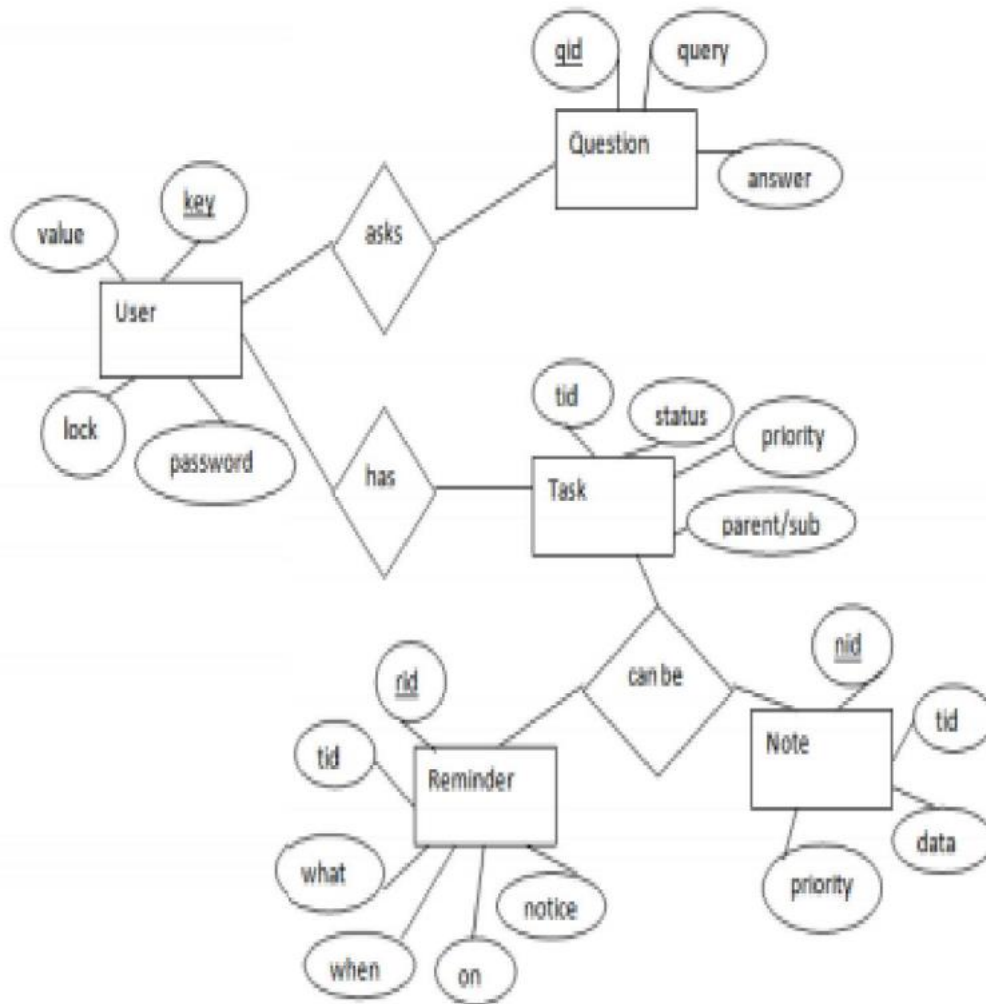 qid
query
Question
answer
key
value
asks
User
lock
password
tid
status
priority
has
Task
parent/sub
nid
can be
rid
tid
Note
tid
Reminder
data
what
priority
notice
when
on